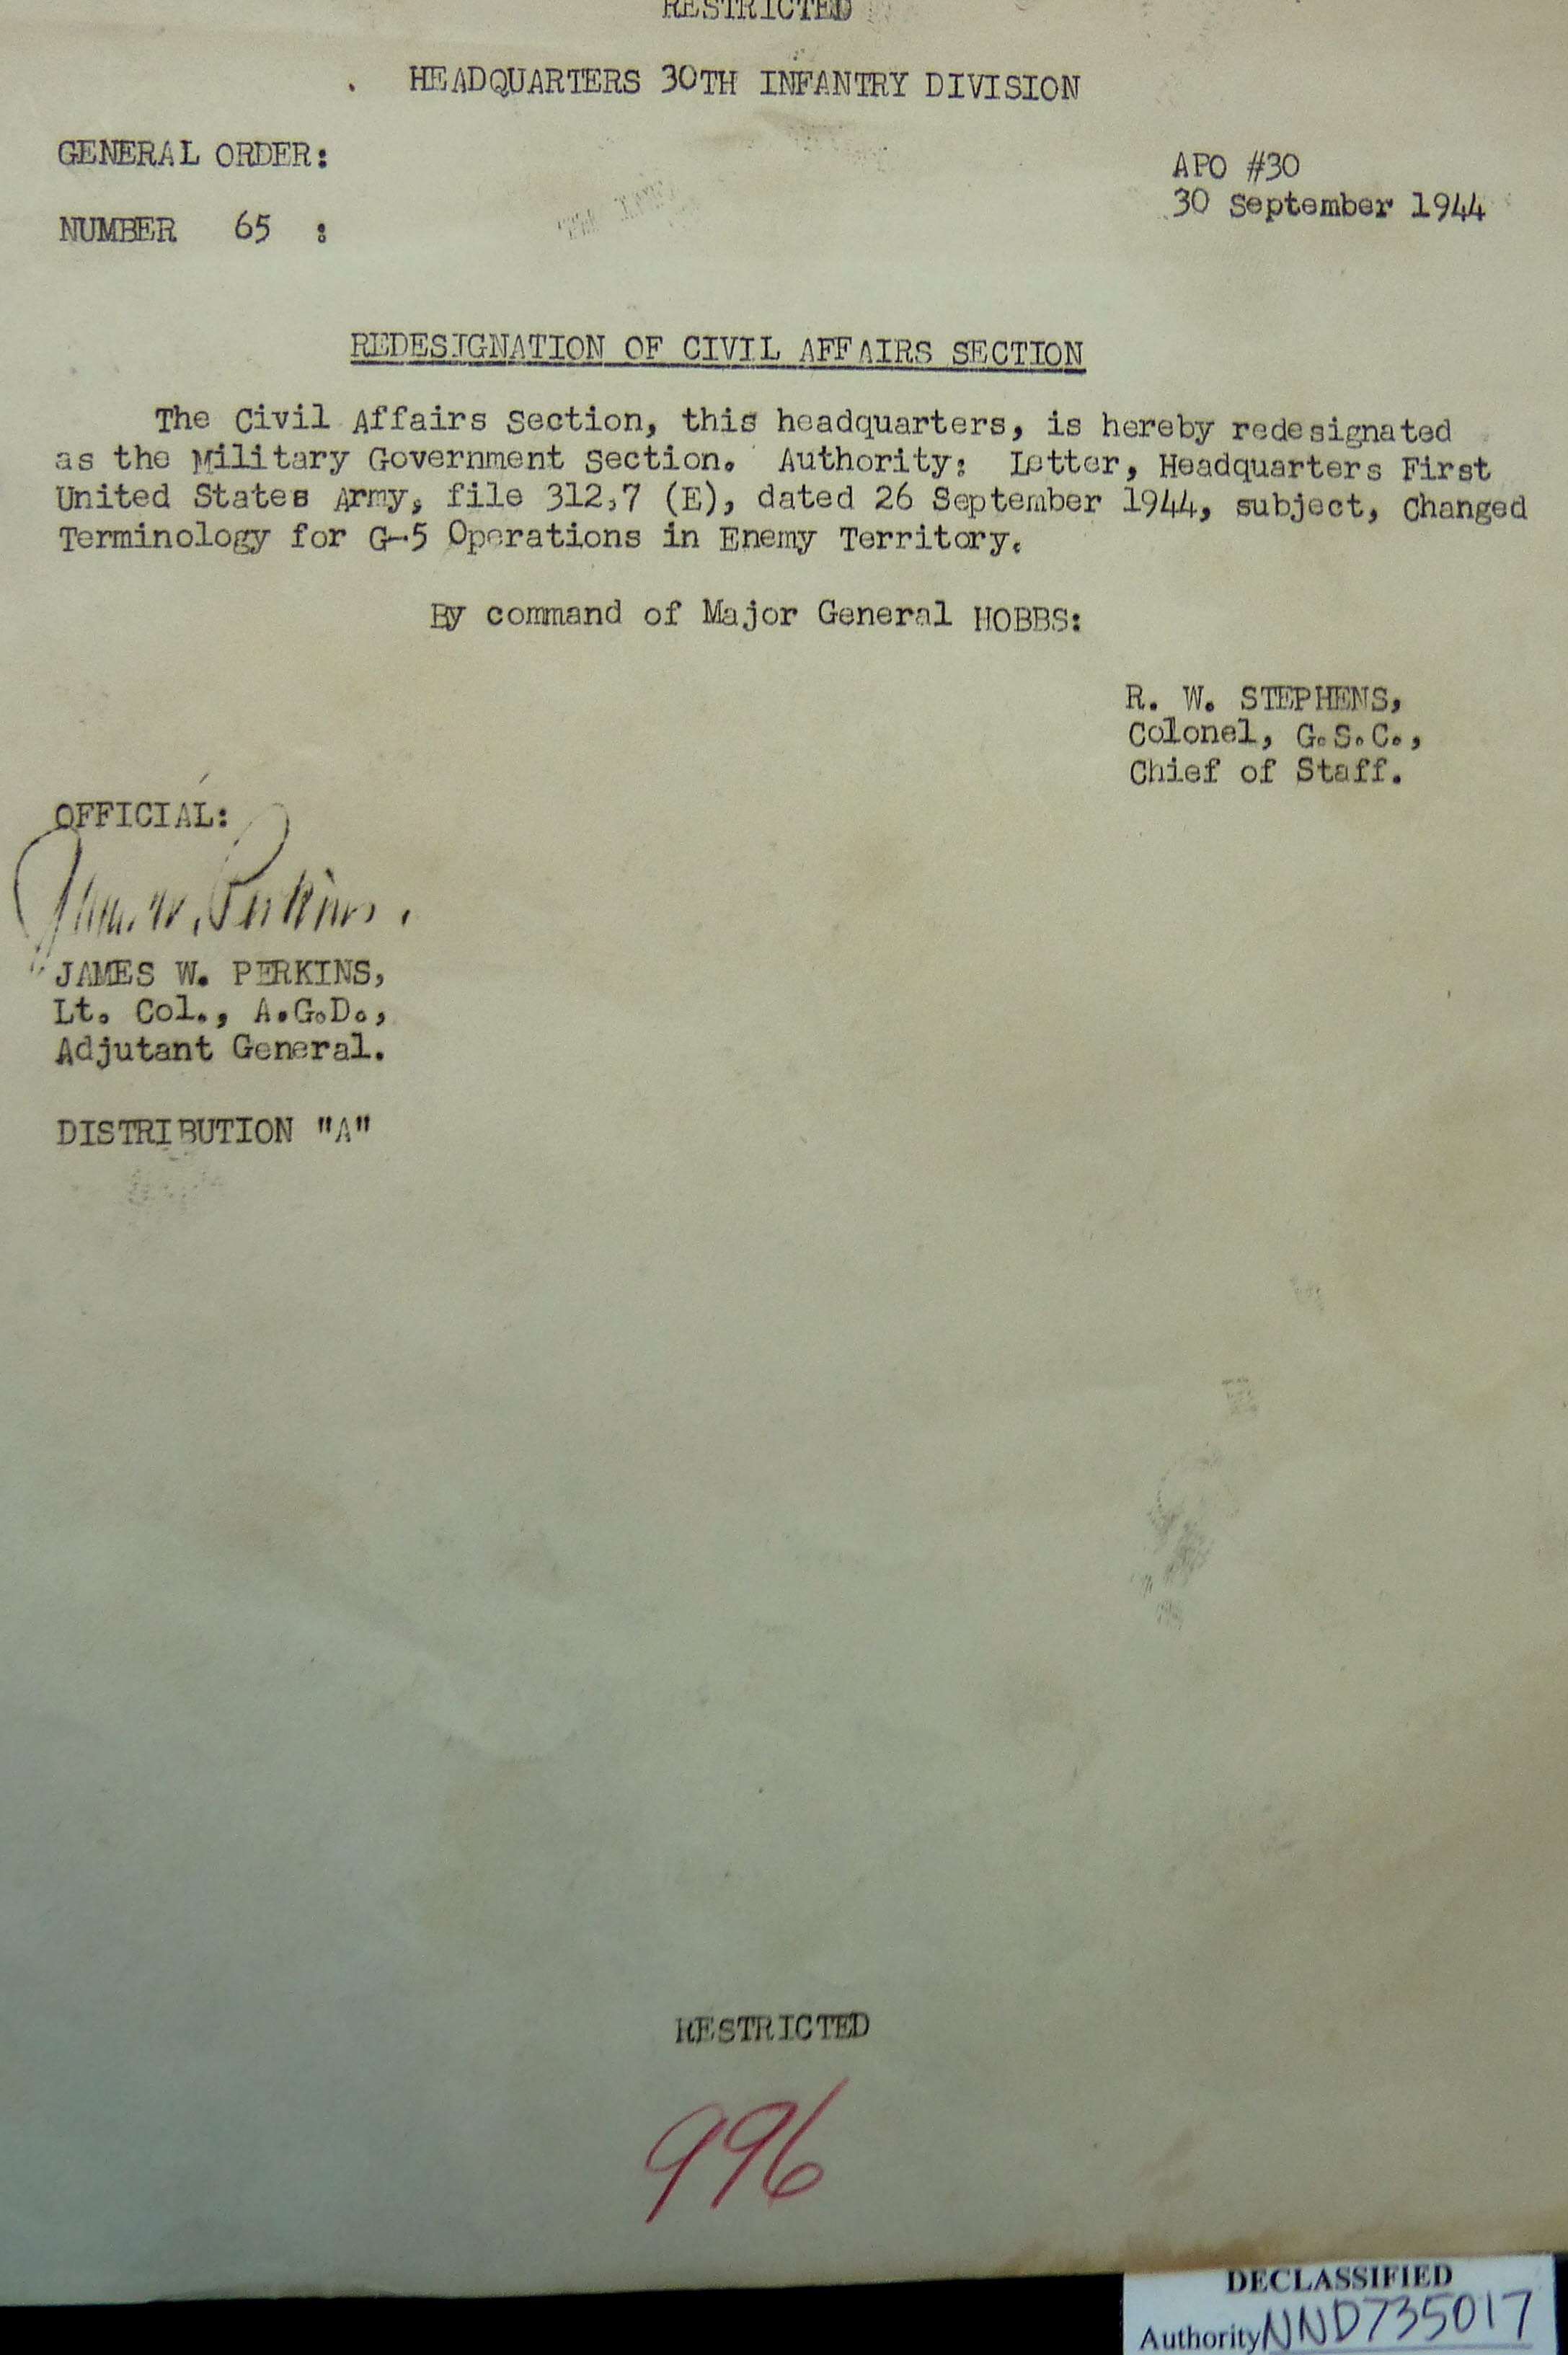 RESTRICTED
HEADQUARTERS 30TH INFANTRY DIVISION
GENERAL ORDER:
APO #30
30 September 1944
NUMBER 65 :
REDESIGNATION OF CIVIL AFFAIRS SECTION
The Civil Affairs Section, this headquarters, is hereby redesignated
as the Military Government Section. Authority: Letter, Headquarters First
United States Army, file 312.7 (E), dated 26 September 1944, subject, Changed
Terminology for G-5 Operations in Enemy Territory.
By command of Major General HOBBS:
R. W. STEPHENS,
Colonel, G.S.C.,
Chief of Staff.
OFFICIAL:
James W. Perkins.
JAMES W. PERKINS,
Lt. Col., A.G.D.,
Adjutant General.
DISTRIBUTION "A"
RESTRICTED
996
DECLASSIFIED
Authority NND735017